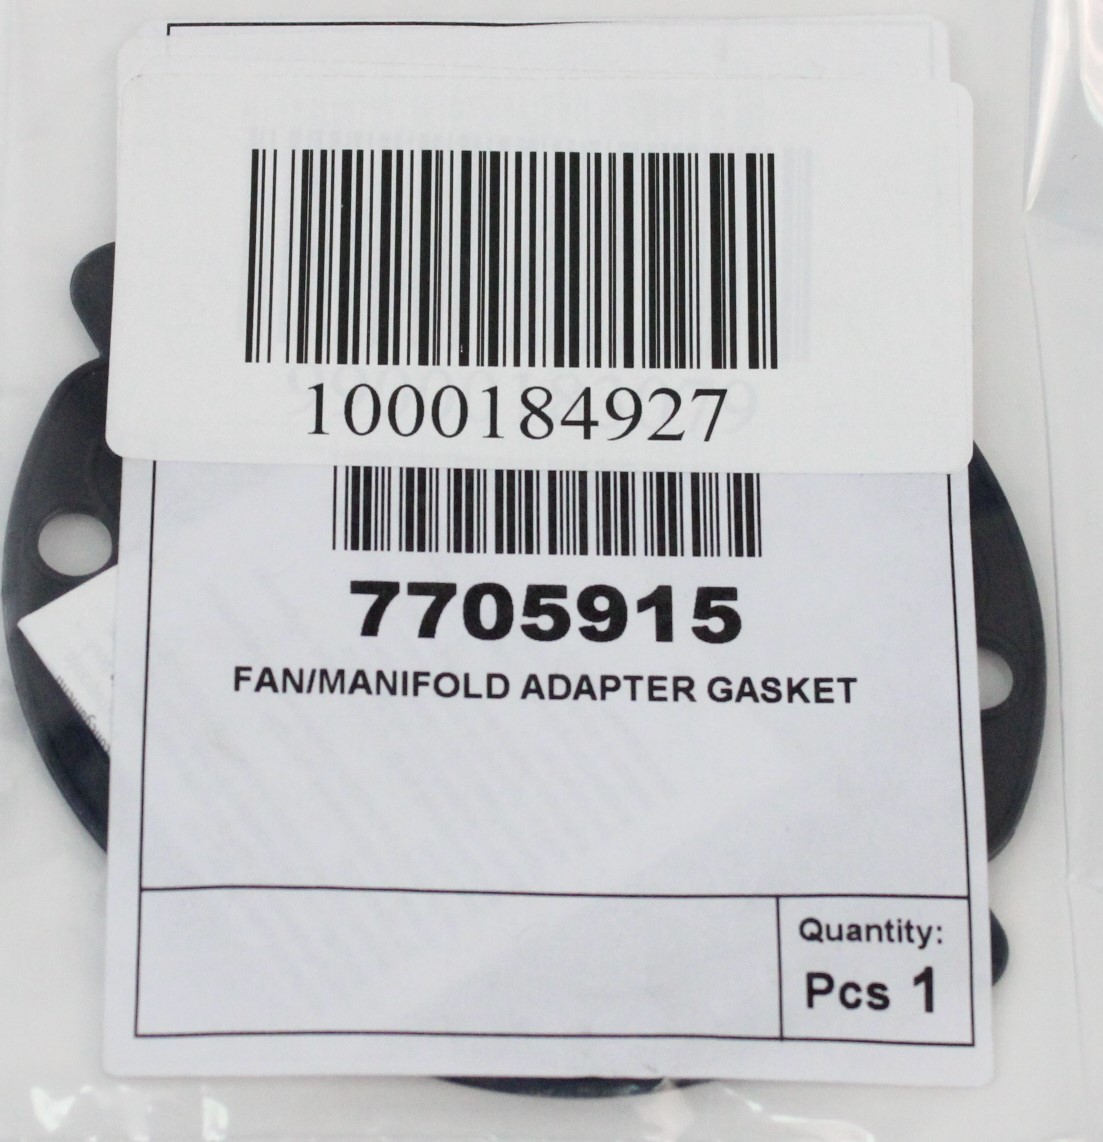 1000184927
7705915
FAN/MANIFOLD ADAPTER GASKET
Quantity:
Pcs 1